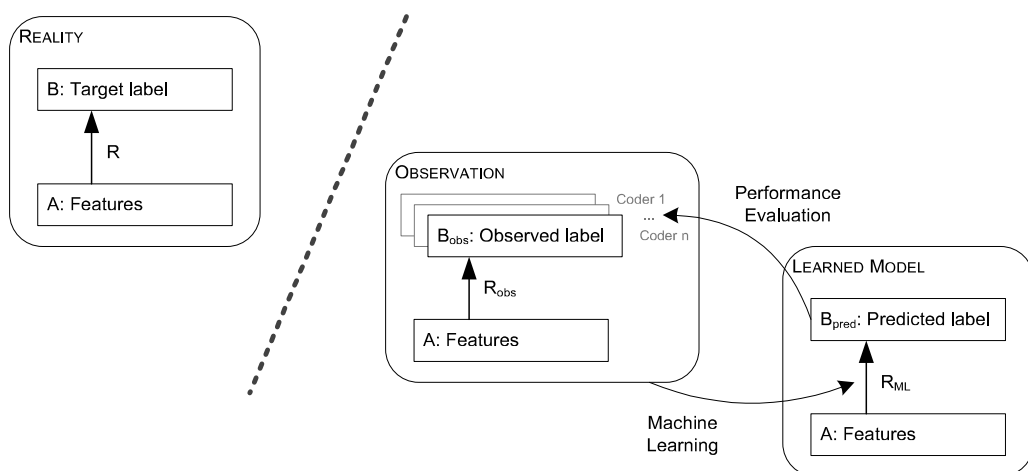 REALITY
B: Target label
R
A: Features
OBSERVATION
Coder 1
...
Coder n
Bobs: Observed label
Robs
A: Features
Performance
Evaluation
LEARNED MODEL
Bpred: Predicted label
RML
A: Features
Machine
Learning